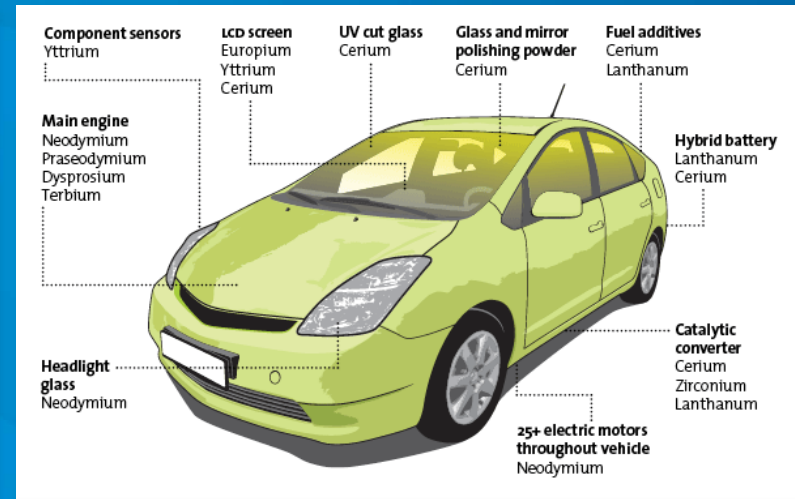 Component sensors
Yttrium
LCD screen
Europium
Yttrium
Cerium
UV cut glass
Cerium
Glass and mirror
polishing powder
Cerium
Fuel additives
Cerium
Lanthanum
Main engine
Neodymium
Praseodymium
Dysprosium
Terbium
Hybrid battery
Lanthanum
Cerium
Headlight
glass
Neodymium
Catalytic
converter
Cerium
Zirconium
Lanthanum
25+ electric motors
throughout vehicle
Neodymium